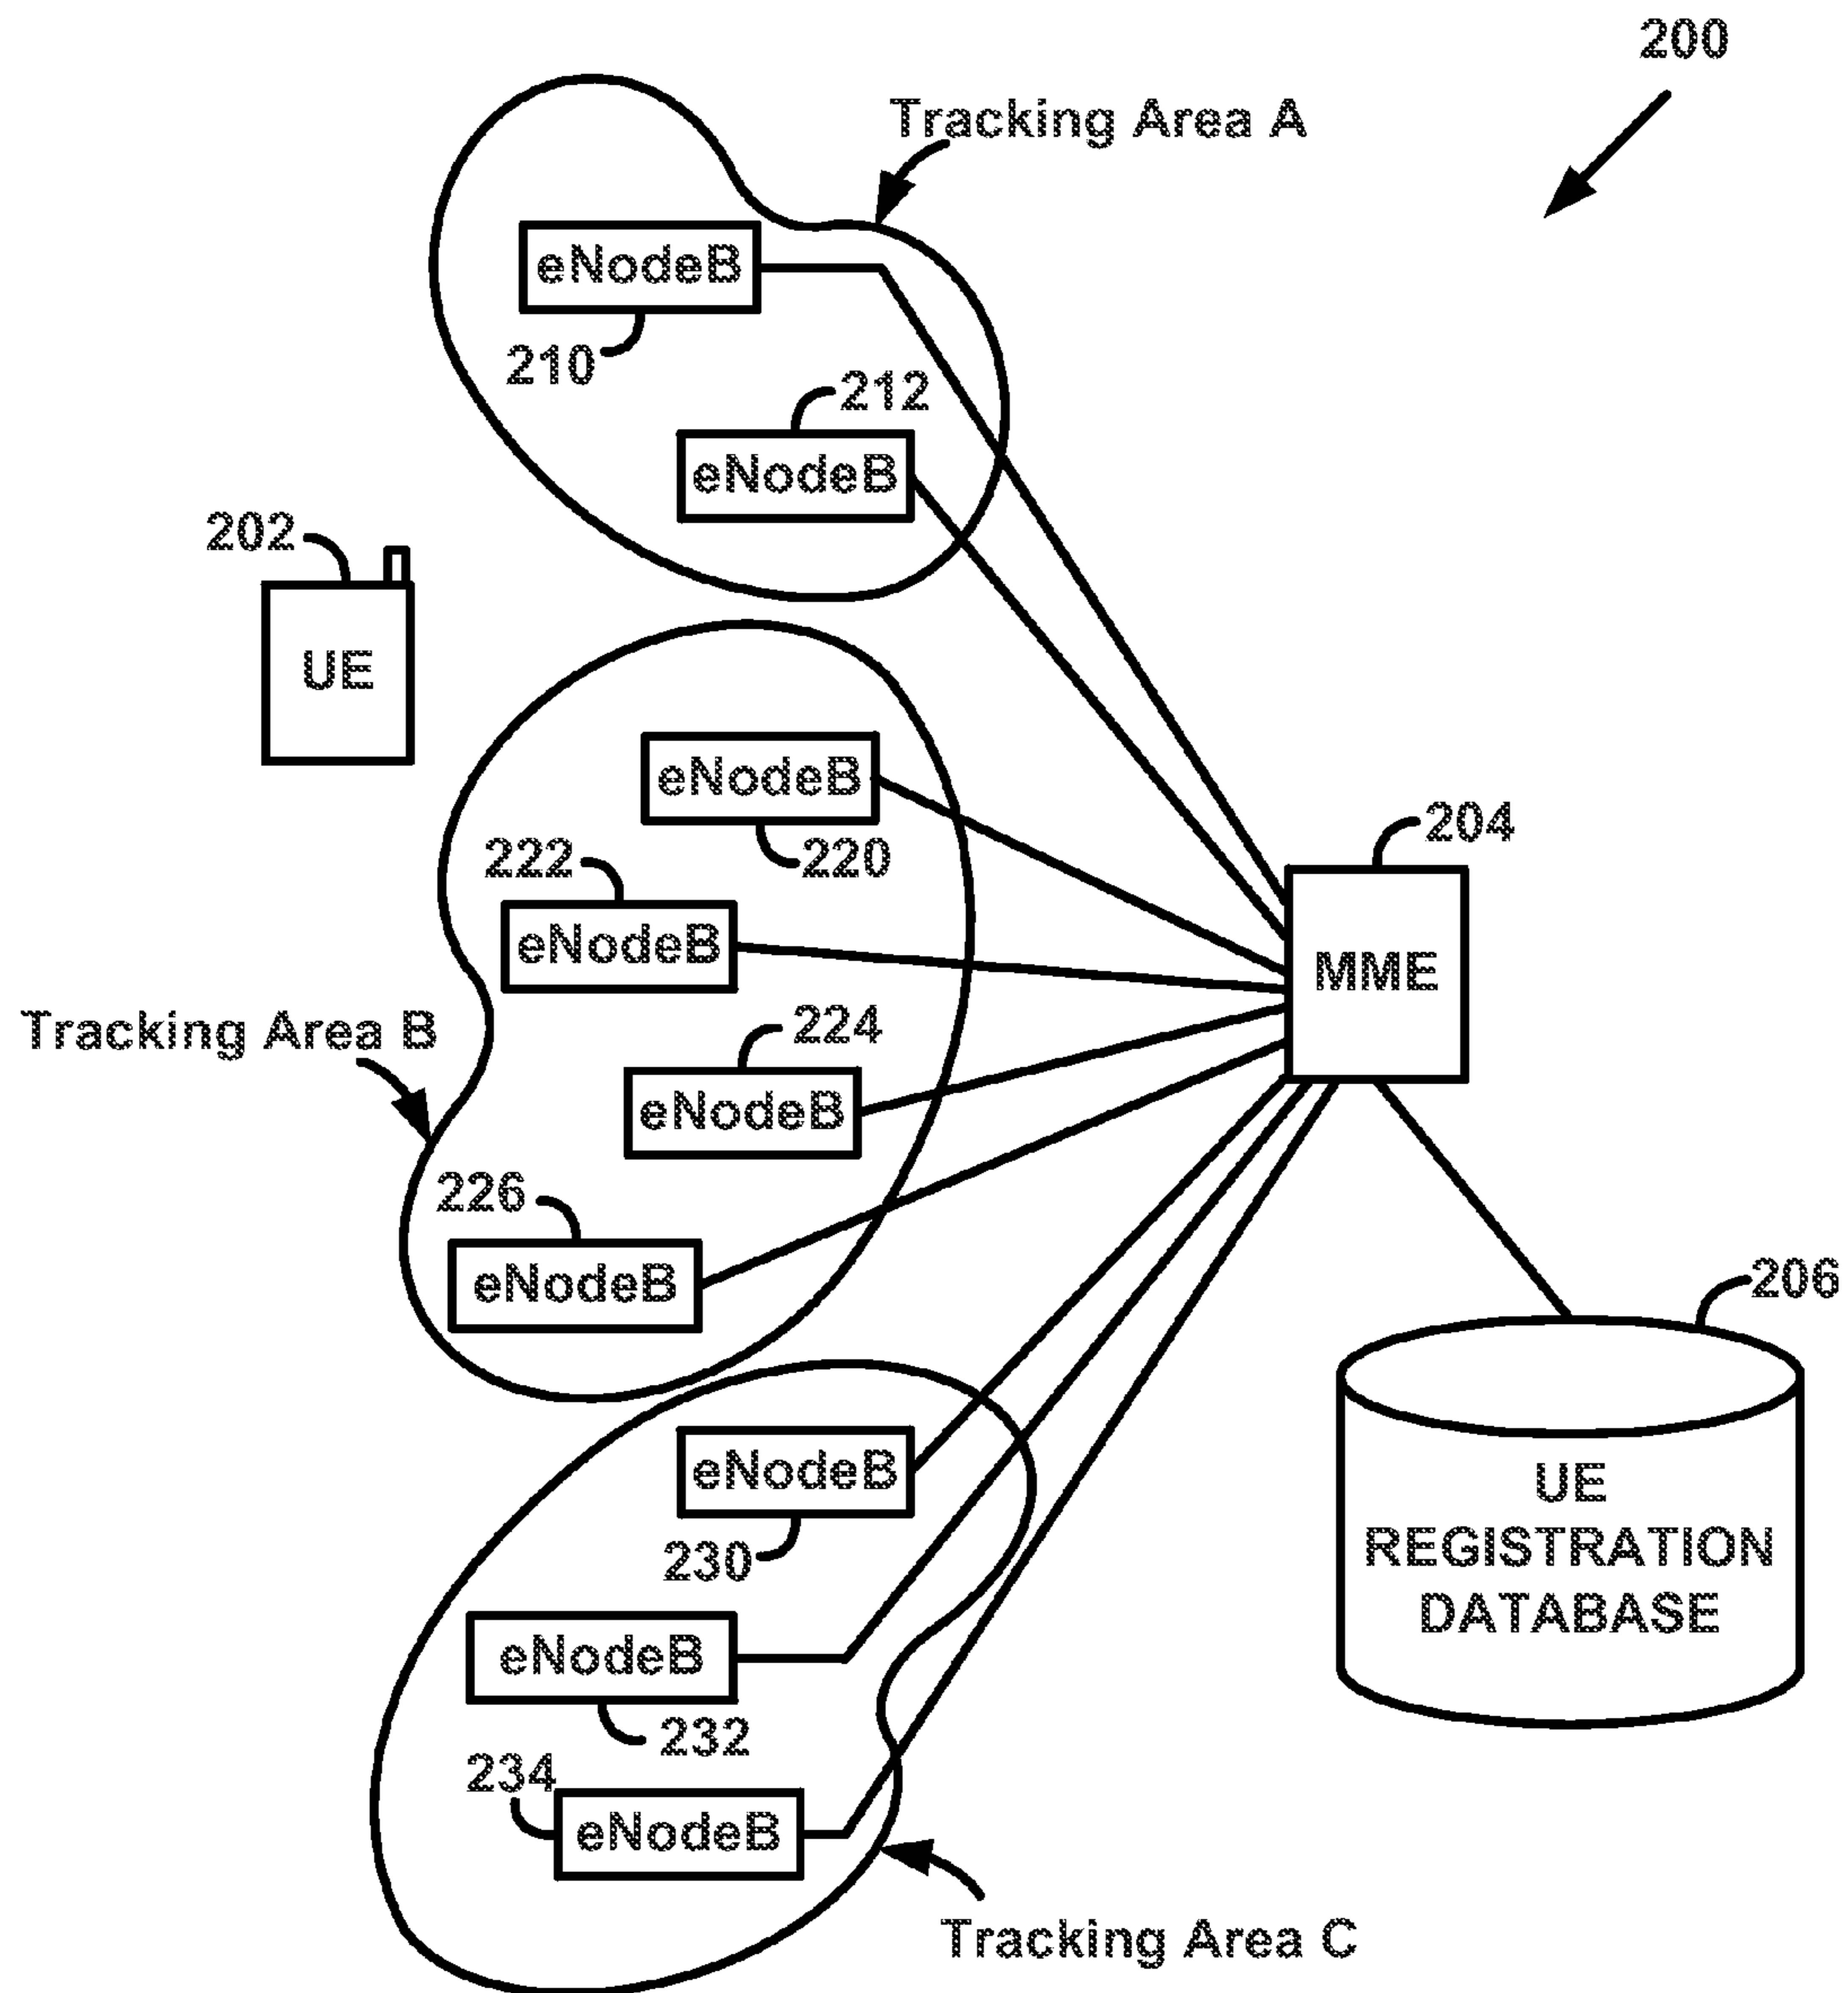 200
Tracking Area A
eNodeB
210
212
eNodeB
202
UE
eNodeB
220
222
eNodeB
204
MME
224
Tracking Area B
eNodeB
226
eNodeB
206
eNodeB
230
UE
REGISTRATION
DATABASE
eNodeB
232
234
eNodeB
Tracking Area C